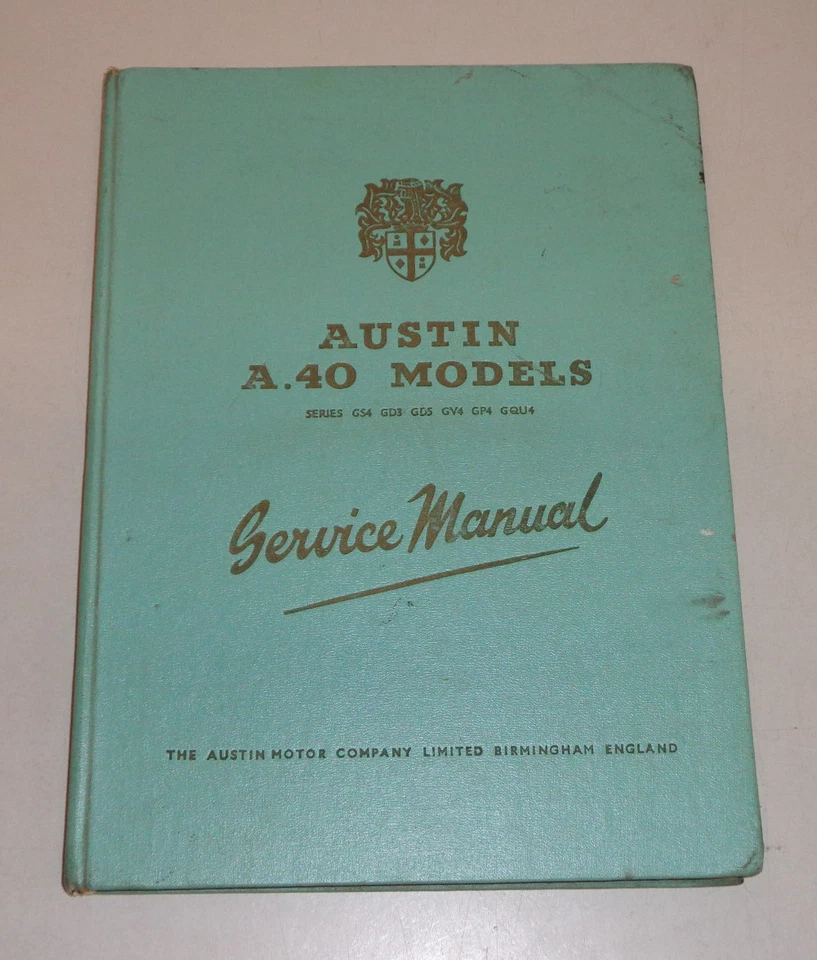 AUSTIN
A.40 MODELS
SERIES GS4 GD3 GD5 GV4 GP4 GQU4
Service Manual
THE AUSTIN MOTOR COMPANY LIMITED BIRMINGHAM ENGLAND